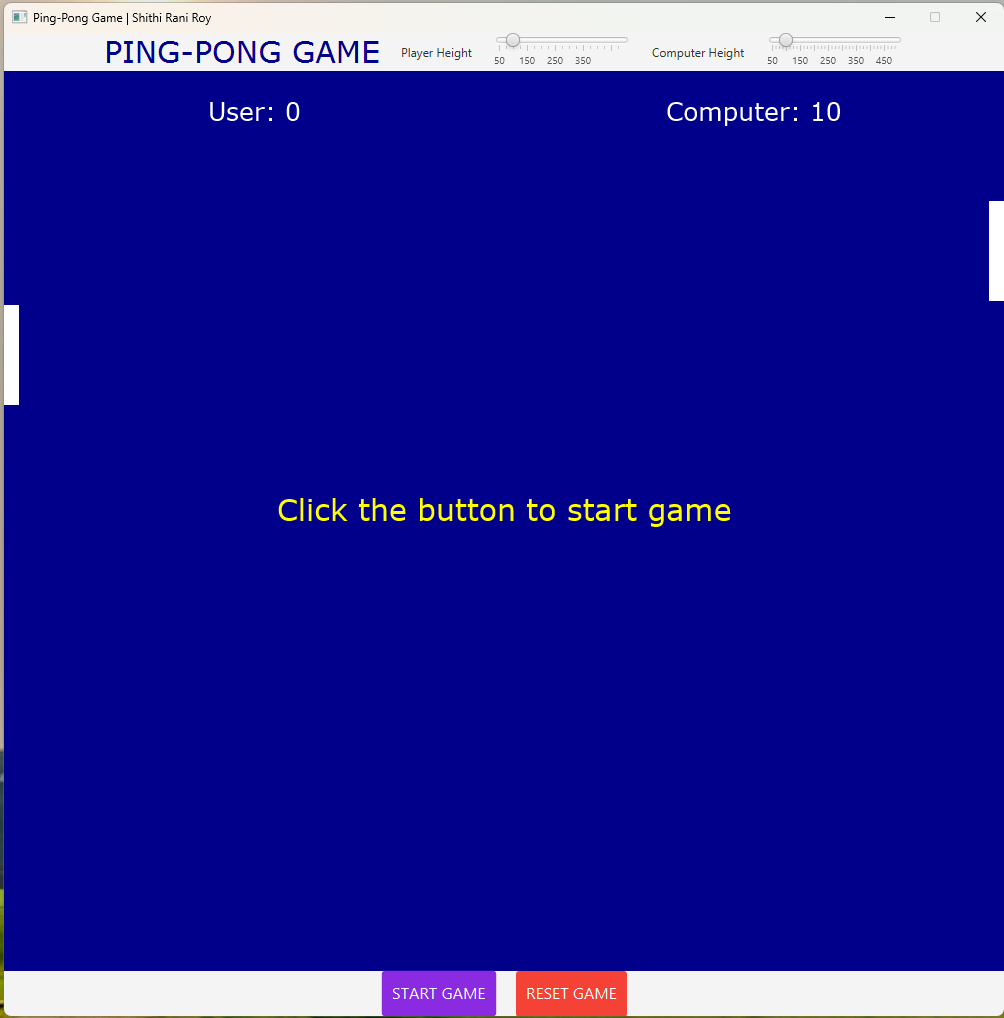 Ping-Pong Game | Shithi Rani Roy
PING-PONG GAME
Player Height
50 150 250 350
Computer Height
50 150 250 350 450
User: 0
Computer: 10
Click the button to start game
START GAME
RESET GAME